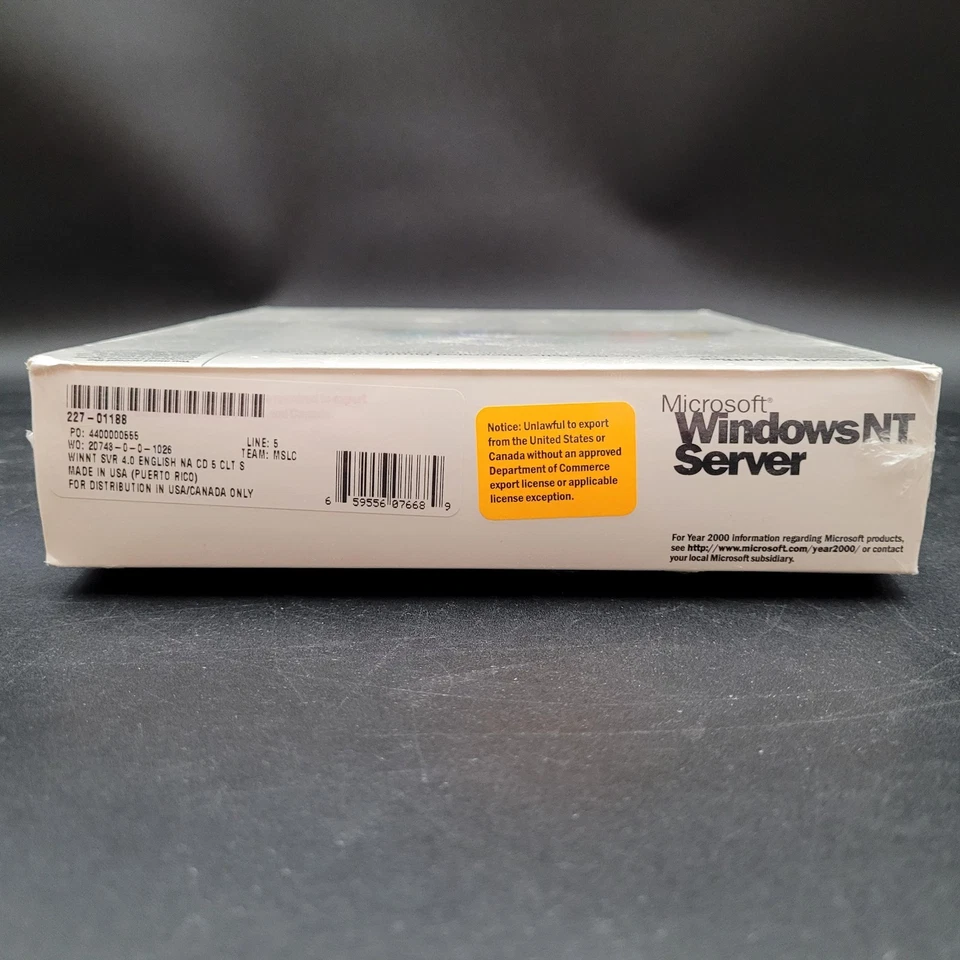 227-01188
PO: 4400000555
WO: 20748-0-0-1026
LINE: 5
TEAM: MSLC
WINNT SVR 4.0 ENGLISH NA CD 5 CLT S
MADE IN USA (PUERTO RICO)
FOR DISTRIBUTION IN USA/CANADA ONLY
6 59556 07668 9
Notice: Unlawful to export
from the United States or
Canada without an approved
Department of Commerce
export license or applicable
license exception.
Microsoft®
WindowsNT
Server
For Year 2000 information regarding Microsoft products,
see http://www.microsoft.com/year2000/ or contact
your local Microsoft subsidiary.